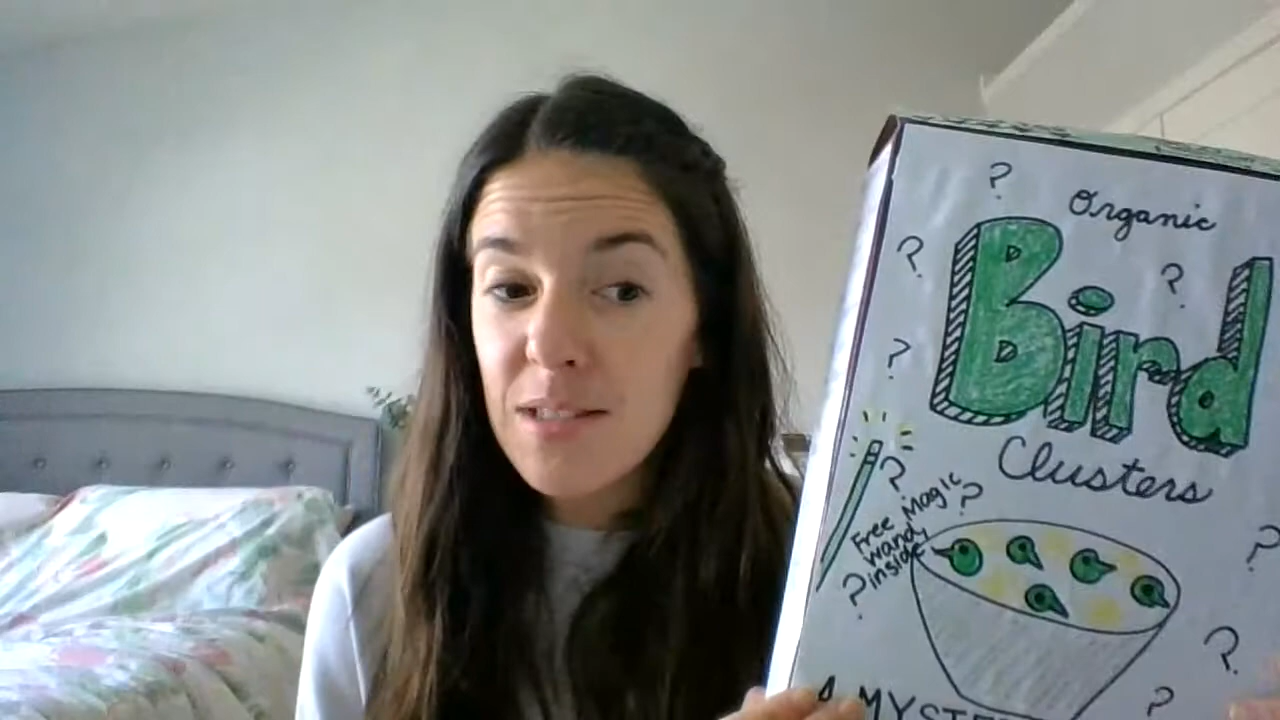 ? Organic
? Bird ?
? Clusters
? Free Magic ?
wand
? inside
?
?
?
A MYSTE